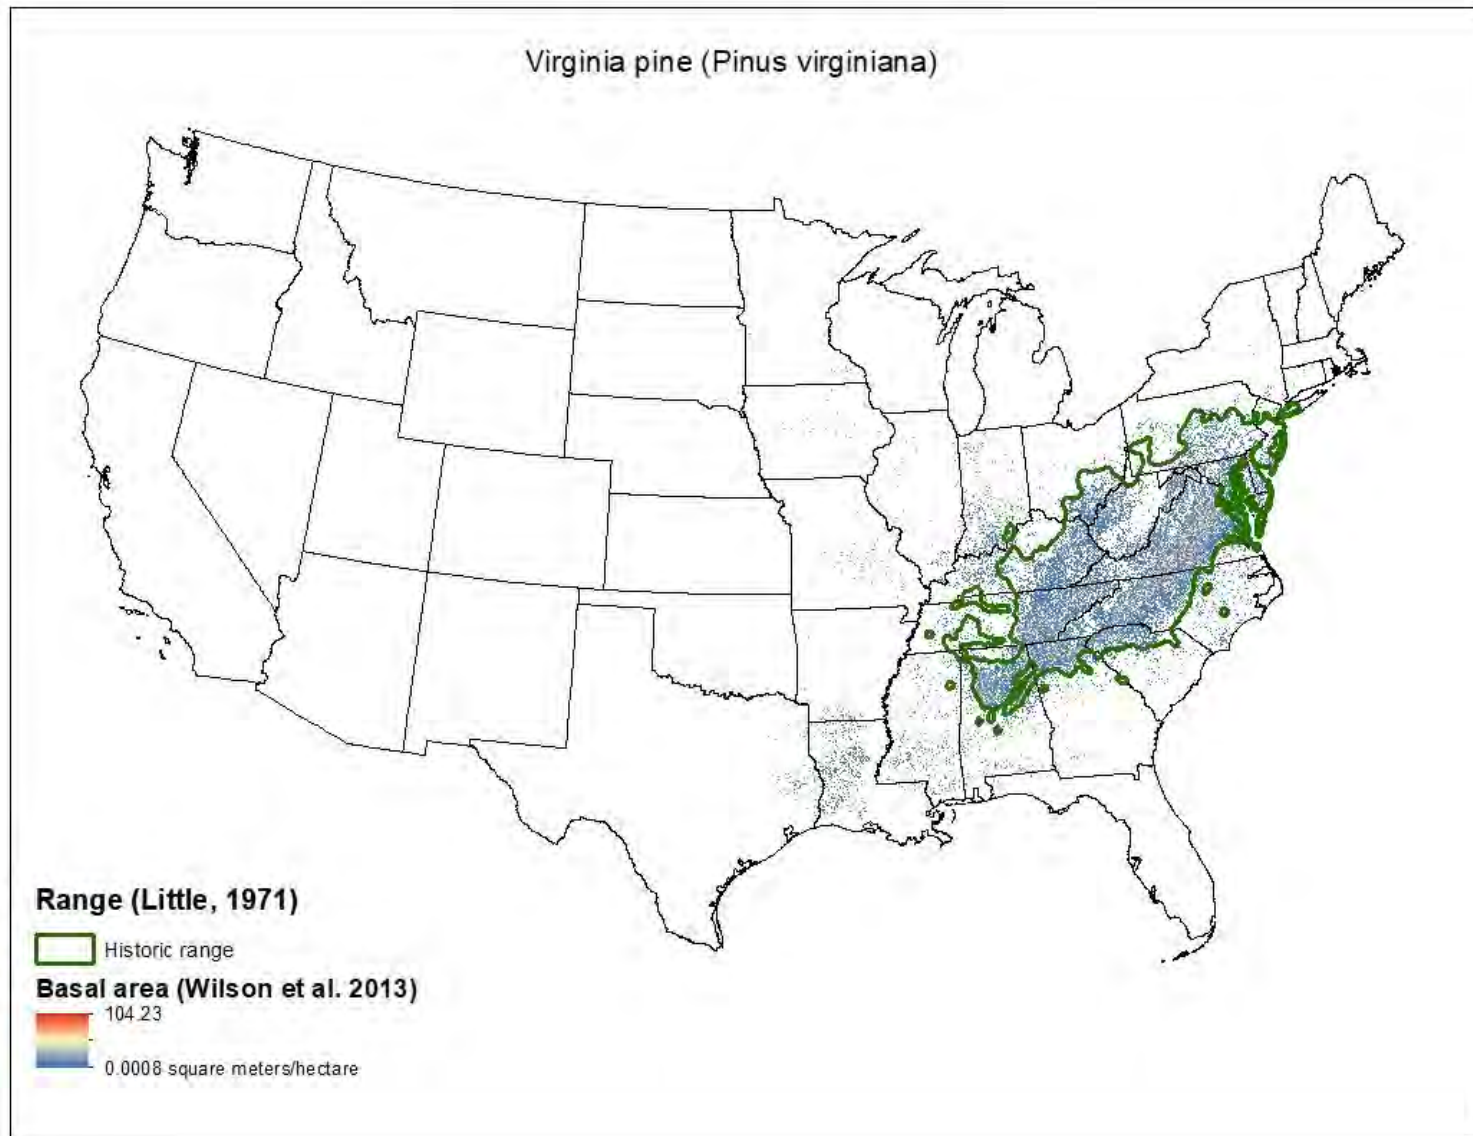 Virginia pine (Pinus virginiana)
Range (Little, 1971)
Historic range
Basal area (Wilson et al. 2013)
104.23
0.0008 square meters/hectare